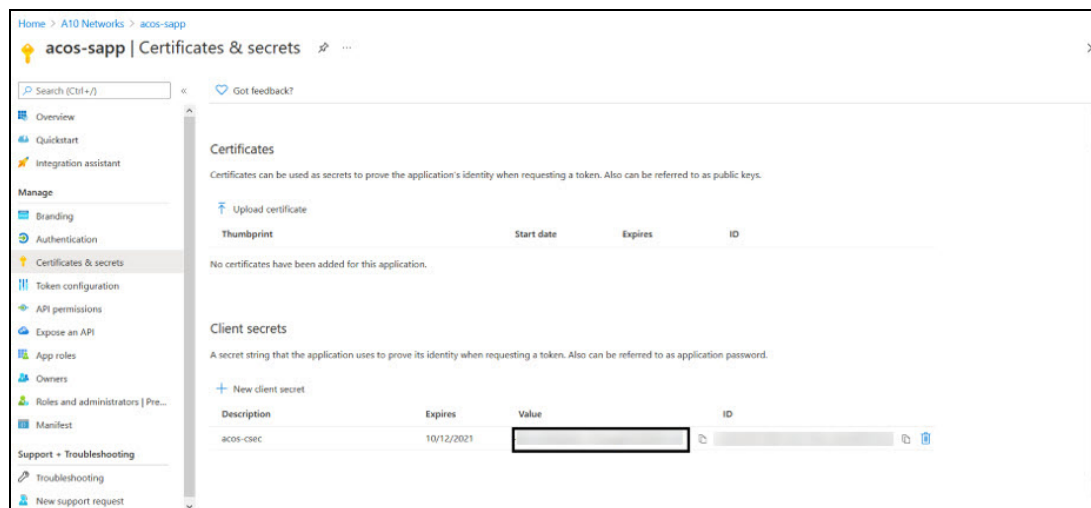 Home > A10 Networks > acos-sapp
acos-sapp | Certificates & secrets ...
Search (Ctrl+/) «
Got feedback?
Overview
Quickstart
Integration assistant
Manage
Branding
Authentication
Certificates & secrets
Token configuration
API permissions
Expose an API
App roles
Owners
Roles and administrators | Pre...
Manifest
Support + Troubleshooting
Troubleshooting
New support request
Certificates
Certificates can be used as secrets to prove the application's identity when requesting a token. Also can be referred to as public keys.
Upload certificate
Thumbprint Start date Expires ID
No certificates have been added for this application.
Client secrets
A secret string that the application uses to prove its identity when requesting a token. Also can be referred to as application password.
New client secret
Description Expires Value ID
acos-csec 10/12/2021